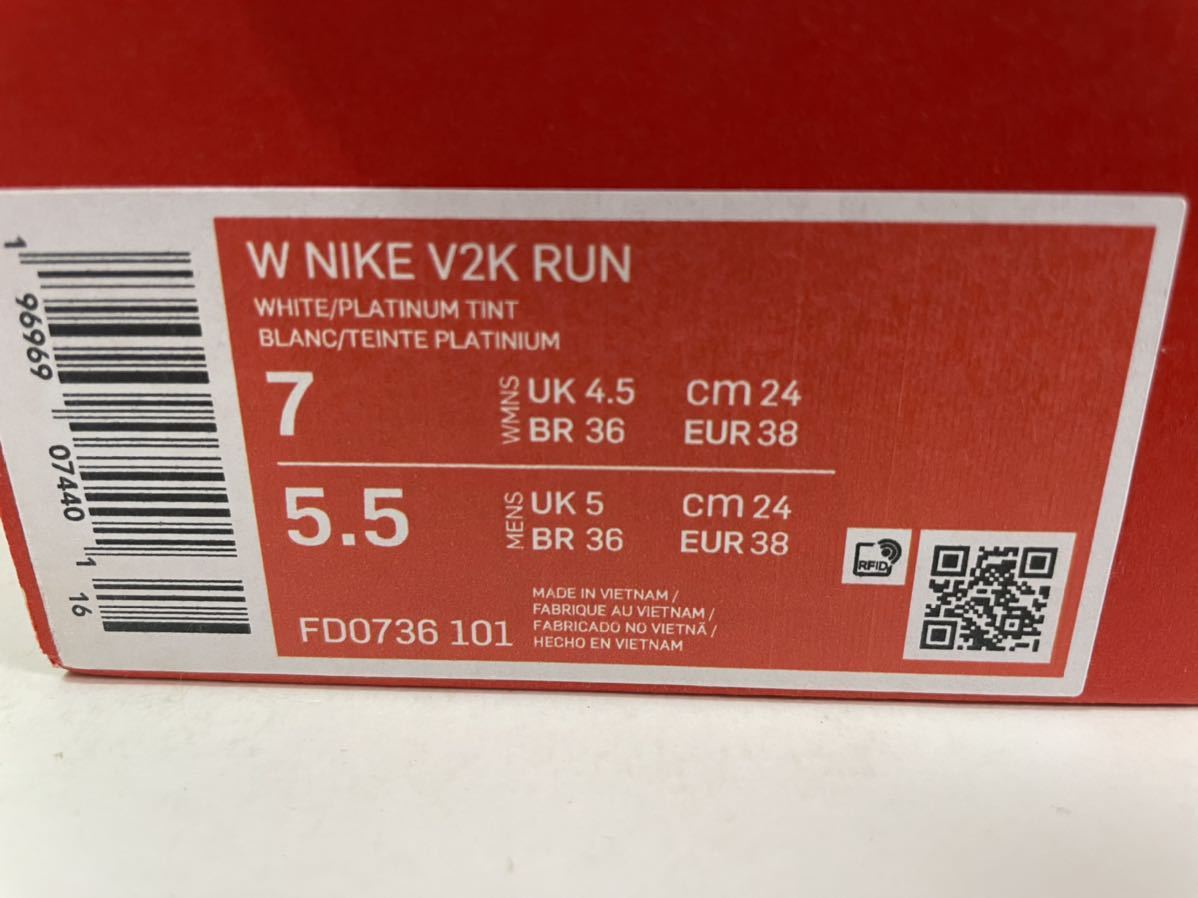 W NIKE V2K RUN
WHITE/PLATINUM TINT
BLANC/TEINTE PLATINIUM
7 WMNS UK 4.5 cm 24
BR 36 EUR 38
5.5 MENS UK 5 cm 24
BR 36 EUR 38
FD0736 101
MADE IN VIETNAM /
FABRIQUE AU VIETNAM /
FABRICADO NO VIETNÃ /
HECHO EN VIETNAM
RFID
1 96969 07440 1 16